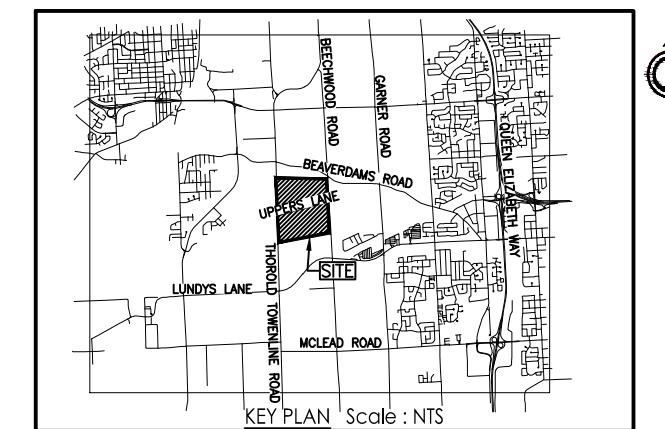 BEECHWOOD ROAD
GARNER ROAD
QUEEN ELIZABETH WAY
BEAVERDAMS ROAD
UPPERS LANE
SITE
THOROLD TOWENLINE ROAD
LUNDYS LANE
MCLEAD ROAD
KEY PLAN Scale : NTS